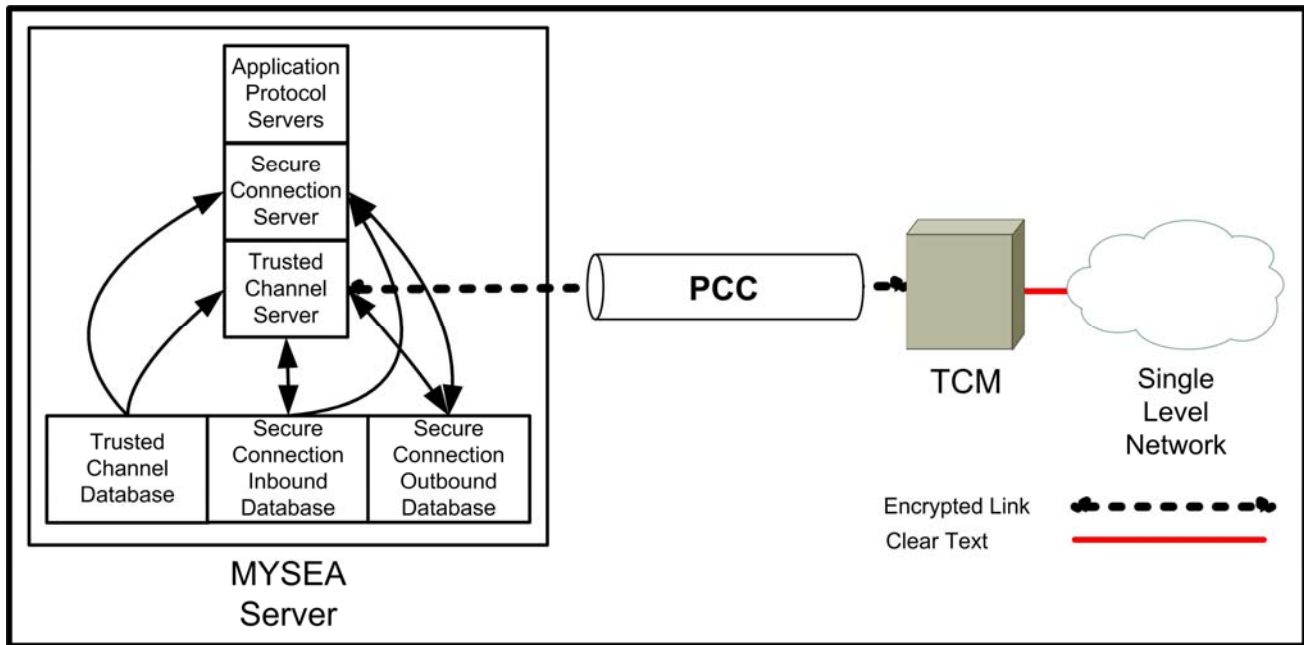 Application
Protocol
Servers
Secure
Connection
Server
Trusted
Channel
Server
Trusted
Channel
Database
Secure
Connection
Inbound
Database
Secure
Connection
Outbound
Database
MYSEA
Server
PCC
TCM
Single
Level
Network
Encrypted Link
Clear Text